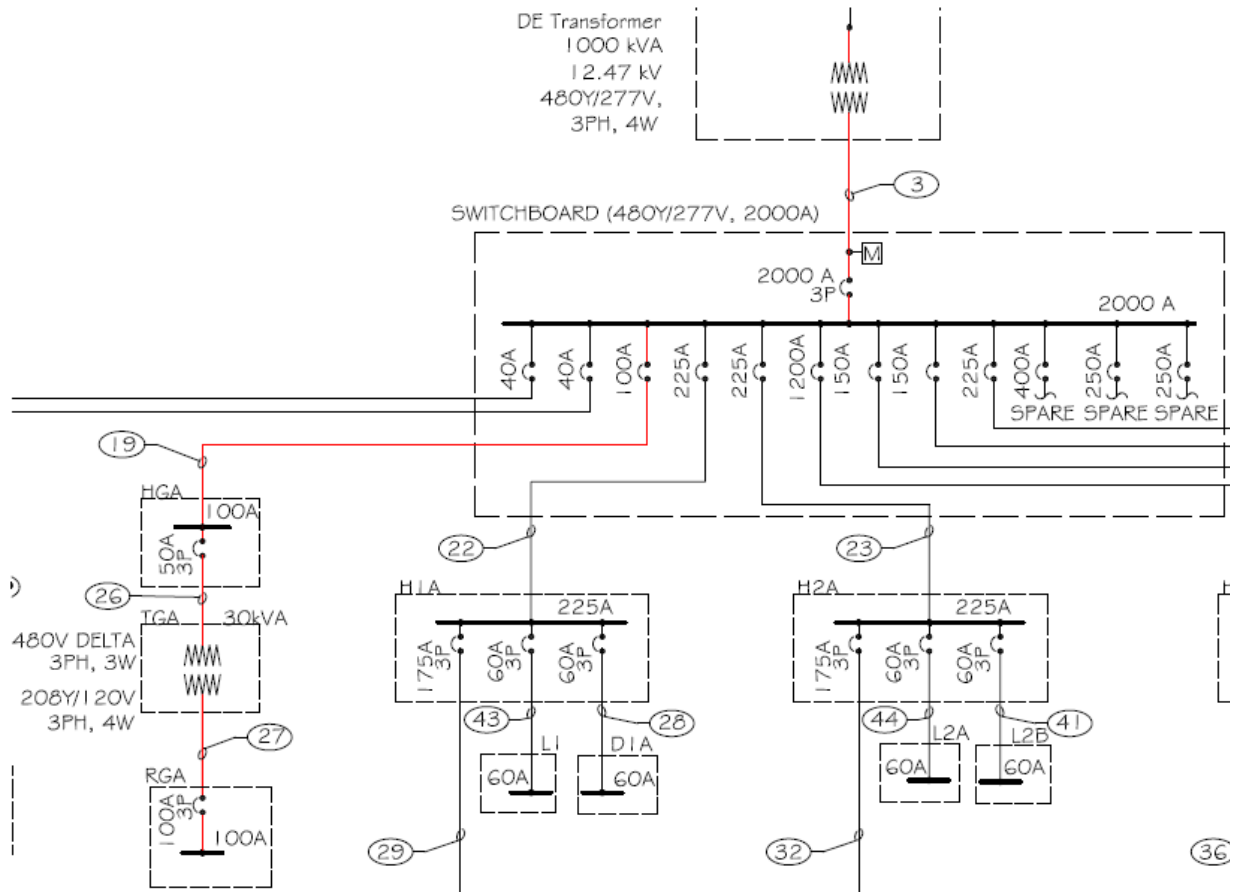 DE Transformer
1000 kVA
12.47 kV
480Y/277V,
3PH, 4W
3
SWITCHBOARD (480Y/277V, 2000A)
M
2000 A
3P
2000 A
40A
40A
100A
225A
225A
1200A
150A
150A
225A
400A
250A
250A
SPARE
SPARE
SPARE
19
HGA
100A
50A
3P
26
TGA
30kVA
480V DELTA
3PH, 3W
208Y/120V
3PH, 4W
27
RGA
100A
3P
100A
22
H1A
225A
175A
3P
60A
3P
60A
3P
43
28
L1
D1A
60A
60A
29
23
H2A
225A
175A
3P
60A
3P
60A
3P
44
41
L2A
L2B
60A
60A
32
36